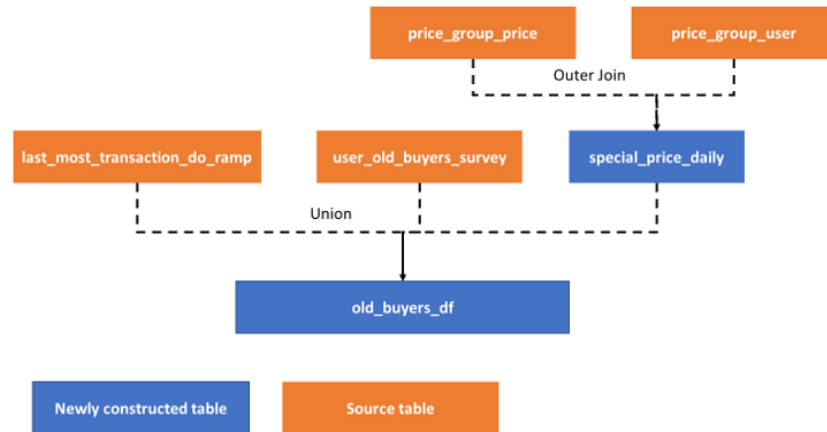 price_group_price
price_group_user
Outer Join
last_most_transaction_do_ramp
user_old_buyers_survey
special_price_daily
Union
old_buyers_df
Newly constructed table
Source table